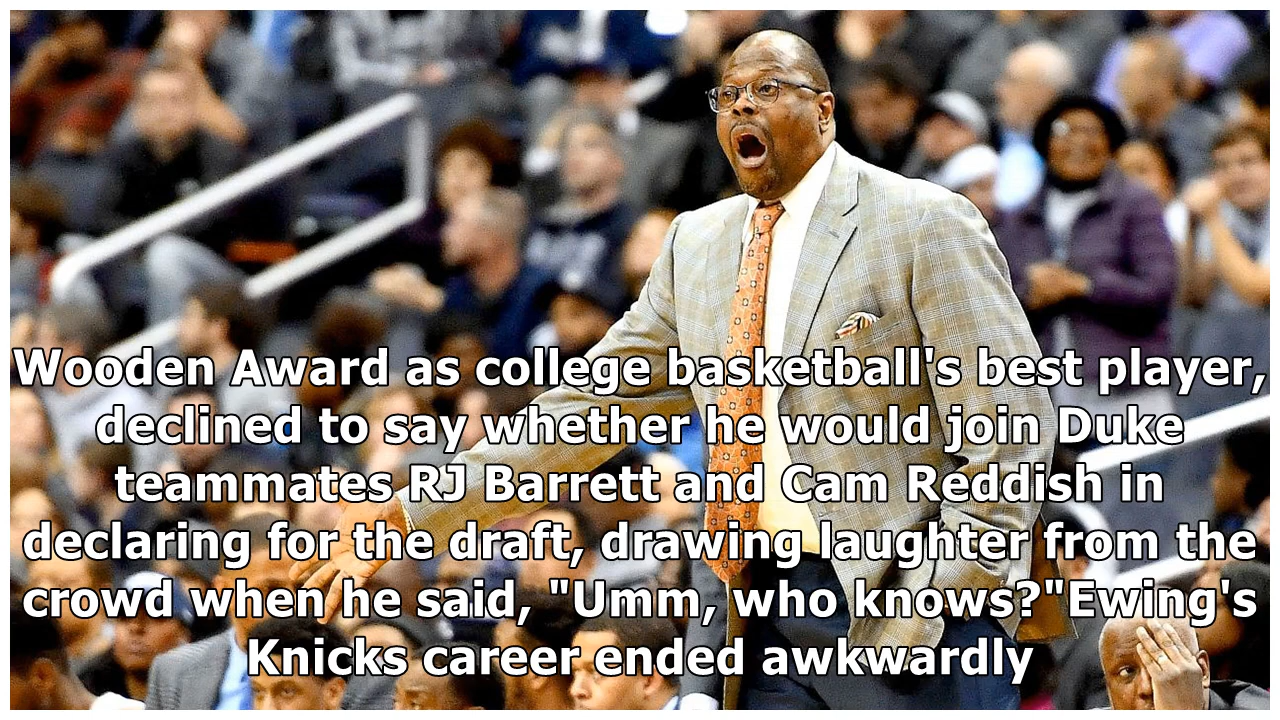 Wooden Award as college basketball's best player,
declined to say whether he would join Duke
teammates RJ Barrett and Cam Reddish in
declaring for the draft, drawing laughter from the
crowd when he said, "Umm, who knows?"Ewing's
Knicks career ended awkwardly